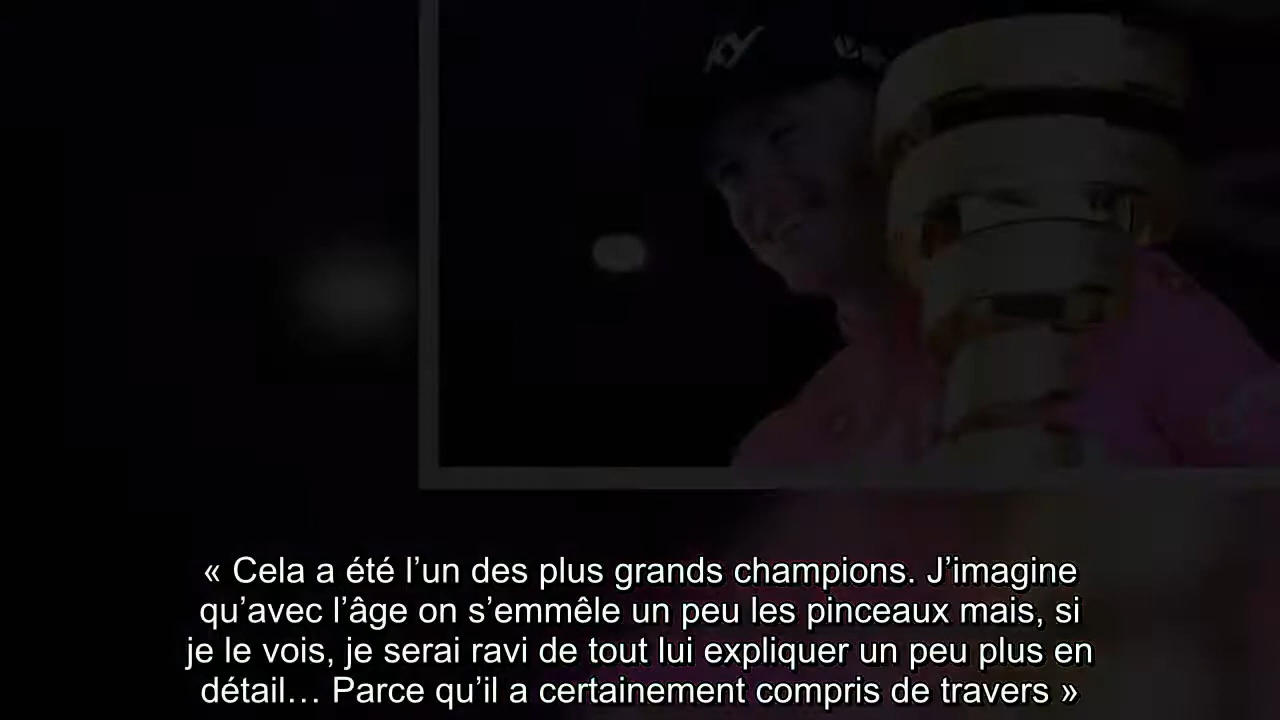 « Cela a été l’un des plus grands champions. J’imagine
qu’avec l’âge on s’emmêle un peu les pinceaux mais, si
je le vois, je serai ravi de tout lui expliquer un peu plus en
détail… Parce qu’il a certainement compris de travers »